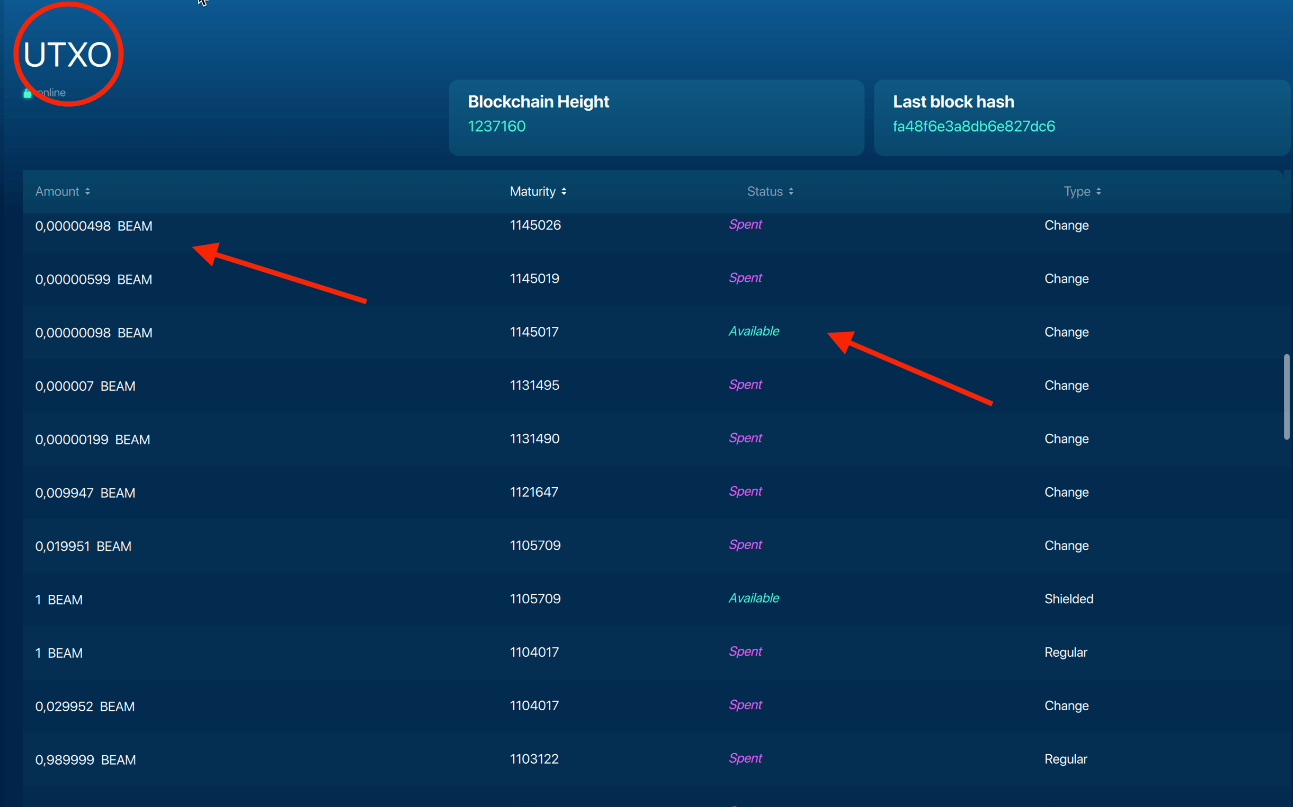 UTXO
online
Blockchain Height
1237160
Last block hash
fa48f6e3a8db6e827dc6
Amount Maturity Status Type
0,00000498 BEAM 1145026 Spent Change
0,00000599 BEAM 1145019 Spent Change
0,00000098 BEAM 1145017 Available Change
0,000007 BEAM 1131495 Spent Change
0,00000199 BEAM 1131490 Spent Change
0,009947 BEAM 1121647 Spent Change
0,019951 BEAM 1105709 Spent Change
1 BEAM 1105709 Available Shielded
1 BEAM 1104017 Spent Regular
0,029952 BEAM 1104017 Spent Change
0,989999 BEAM 1103122 Spent Regular